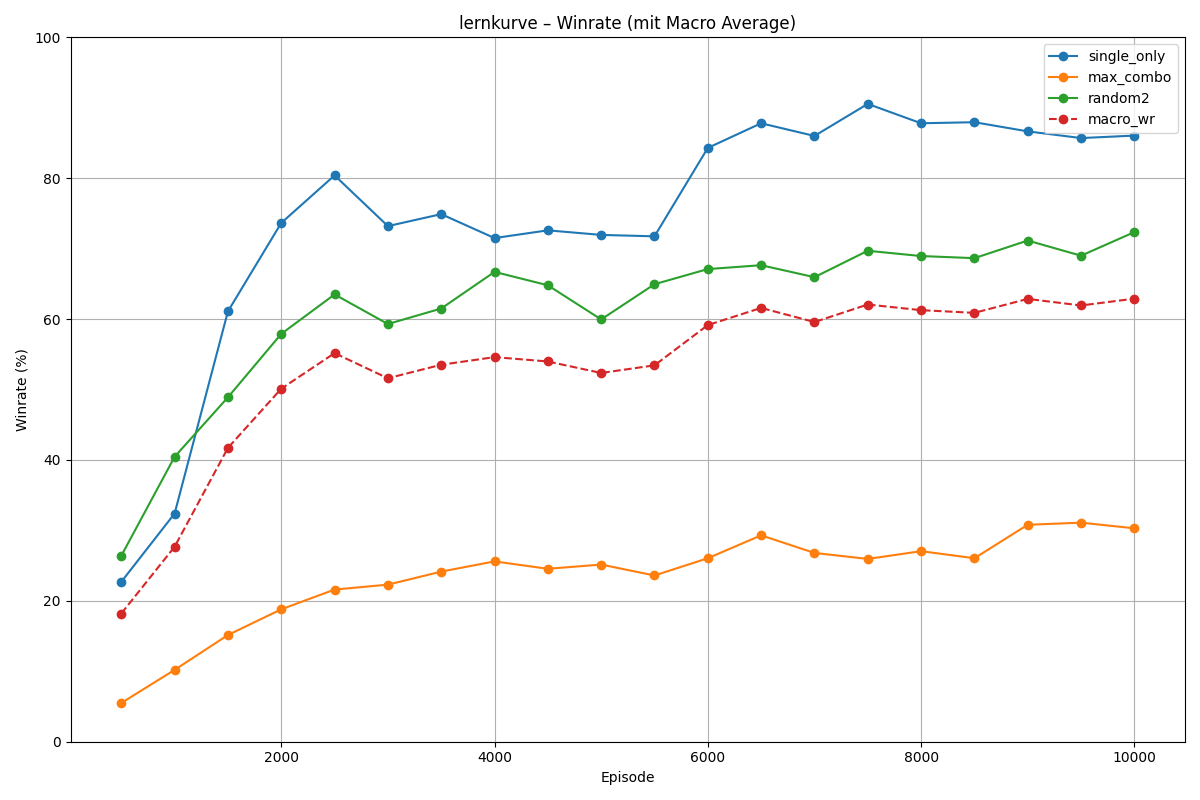 lernkurve – Winrate (mit Macro Average)
100
80
60
40
20
0
Winrate (%)
single_only
max_combo
random2
macro_wr
2000
4000
6000
8000
10000
Episode